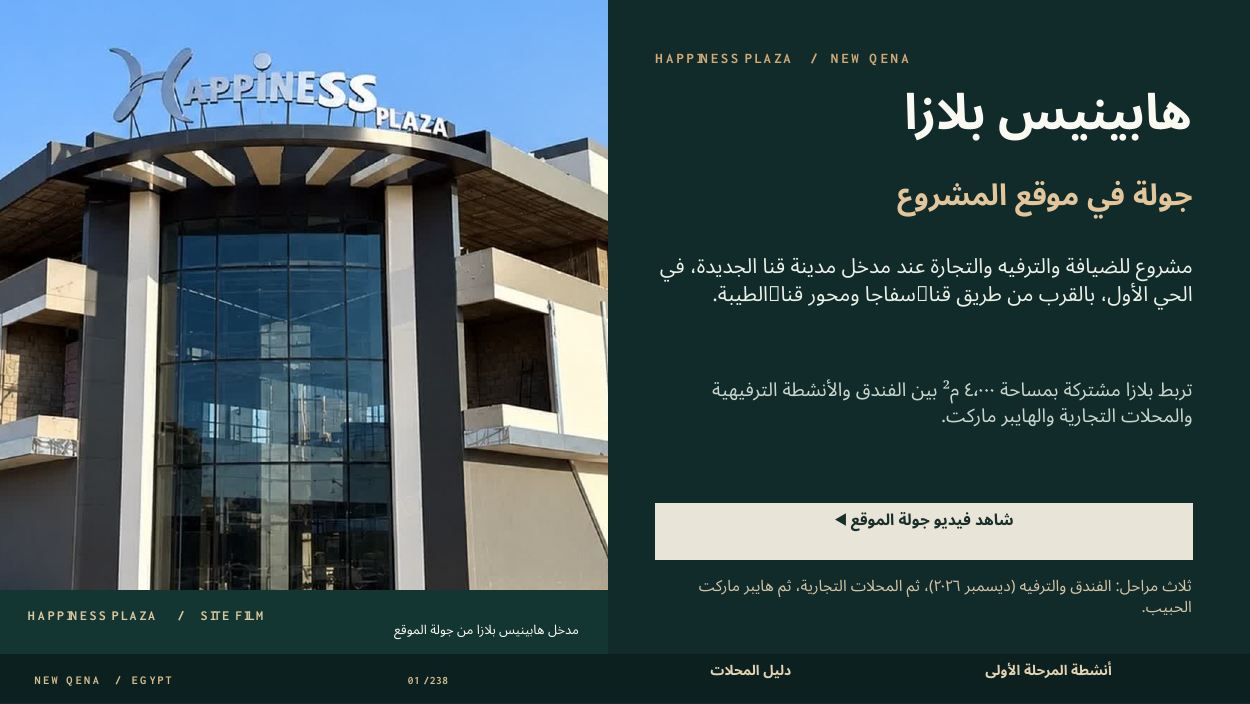 HAPPINESS PLAZA
HAPPINESS PLAZA / NEW QENA
هابينيس بلازا
جولة في موقع المشروع
مشروع للضيافة والترفيه والتجارة عند مدخل مدينة قنا الجديدة، في
الحي الأول، بالقرب من طريق قنا▯سفاجا ومحور قنا▯الطيبة.
تربط بلازا مشتركة بمساحة ٤،٠٠٠ م² بين الفندق والأنشطة الترفيهية
والمحلات التجارية والهايبر ماركت.
شاهد فيديو جولة الموقع ◀
ثلاث مراحل: الفندق والترفيه (ديسمبر ٢٠٢٦)، ثم المحلات التجارية، ثم هايبر ماركت
الحبيب.
HAPPINESS PLAZA / SITE FILM
مدخل هابينيس بلازا من جولة الموقع
أنشطة المرحلة الأولى
دليل المحلات
NEW QENA / EGYPT
01 / 238